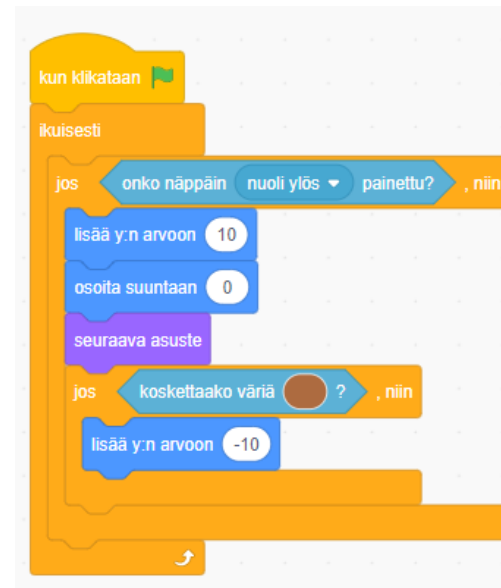 kun klikataan
ikuisesti
jos onko näppäin nuoli ylös painettu? , niin
lisää y:n arvoon 10
osoita suuntaan 0
seuraava asuste
jos koskettaako väriä ? , niin
lisää y:n arvoon -10